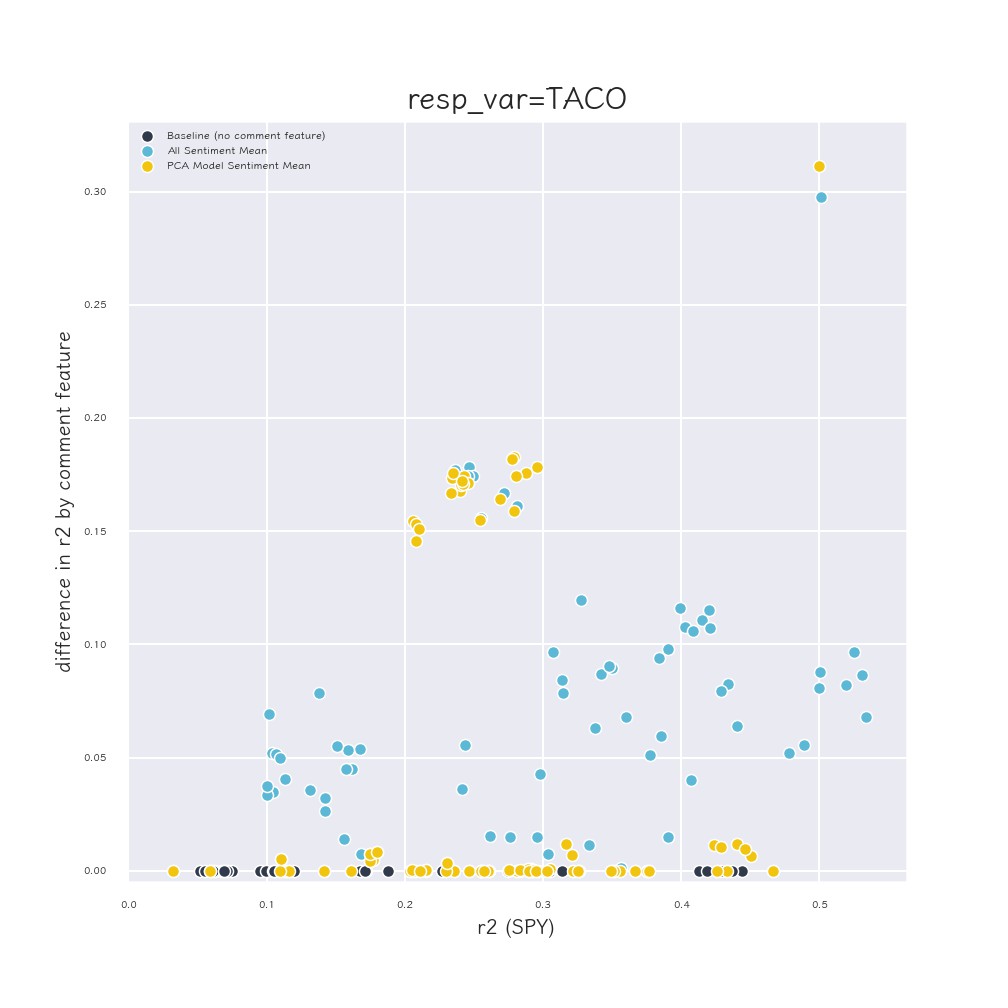 resp_var=TACO
Baseline (no comment feature)
All Sentiment Mean
PCA Model Sentiment Mean
difference in r2 by comment feature
0.30
0.25
0.20
0.15
0.10
0.05
0.00
0.0 0.1 0.2 0.3 0.4 0.5
r2 (SPY)